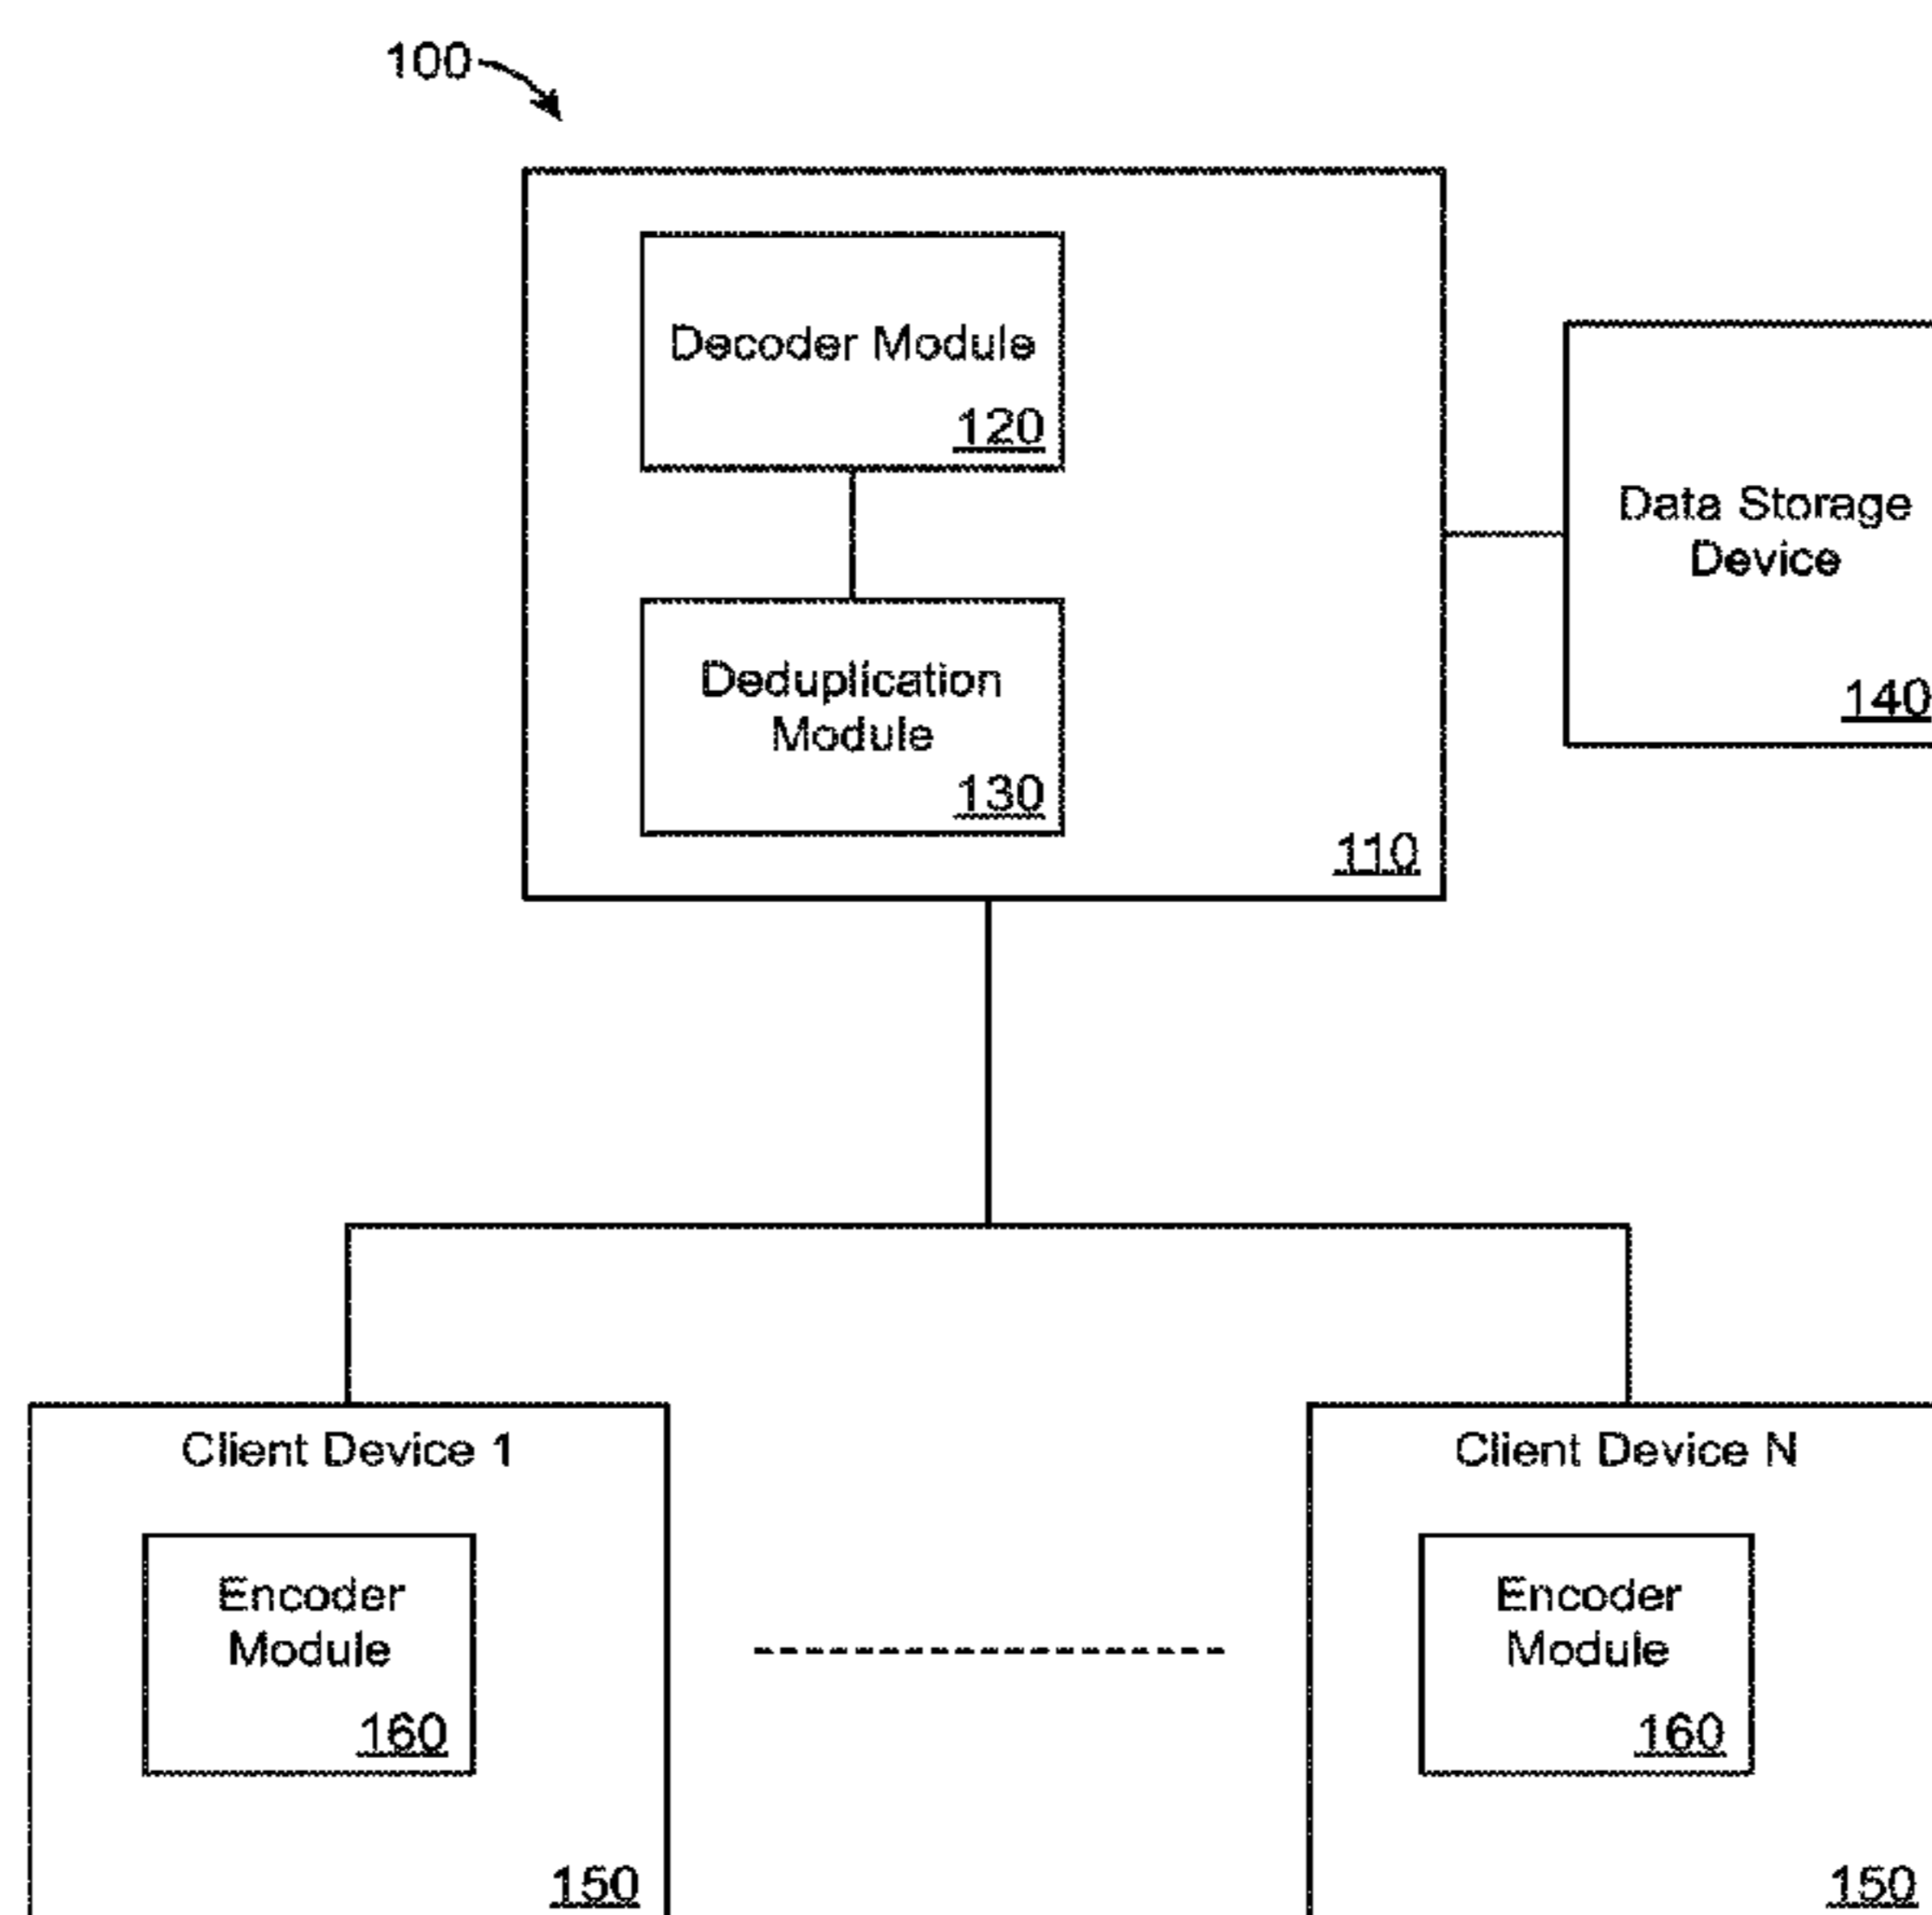 100
Decoder Module
120
Data Storage
Device
140
Deduplication
Module
130
110
Client Device 1
Encoder
Module
160
150
Client Device N
Encoder
Module
160
150